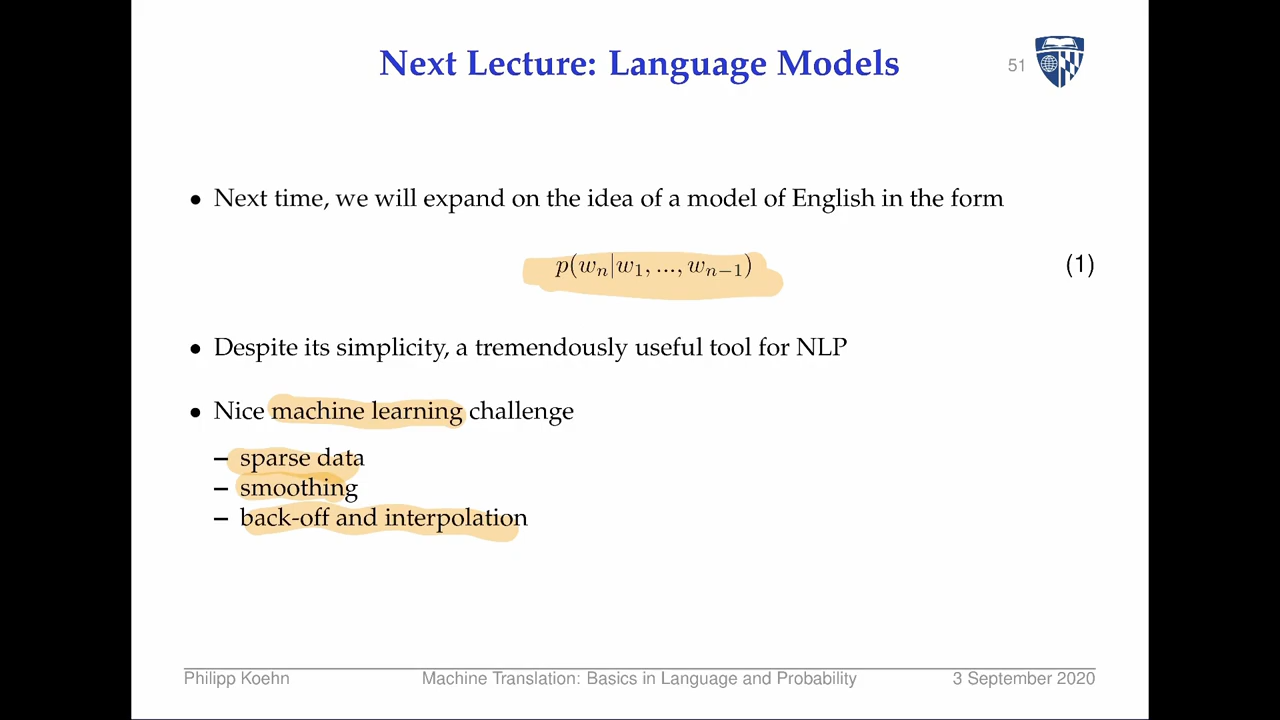 Next Lecture: Language Models
51
• Next time, we will expand on the idea of a model of English in the form
p(wₙ|w₁, ..., wₙ₋₁) (1)
• Despite its simplicity, a tremendously useful tool for NLP
• Nice machine learning challenge
– sparse data
– smoothing
– back-off and interpolation
Philipp Koehn Machine Translation: Basics in Language and Probability 3 September 2020